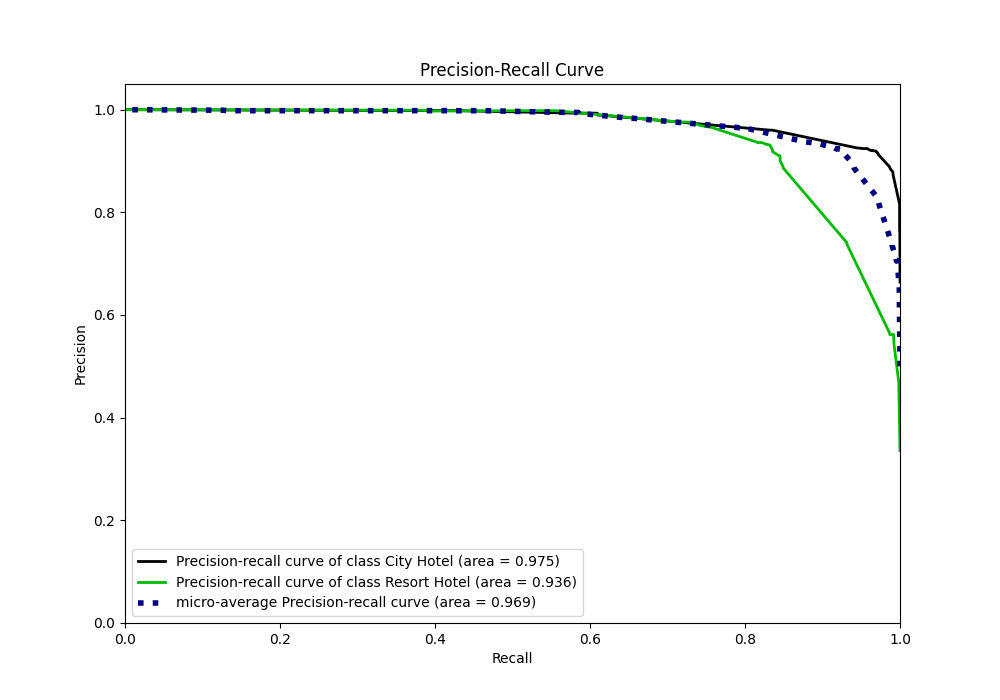 Precision-Recall Curve
1.0
0.8
0.6
0.4
0.2
0.0
Precision
Precision-recall curve of class City Hotel (area = 0.975)
Precision-recall curve of class Resort Hotel (area = 0.936)
micro-average Precision-recall curve (area = 0.969)
0.0 0.2 0.4 0.6 0.8 1.0
Recall